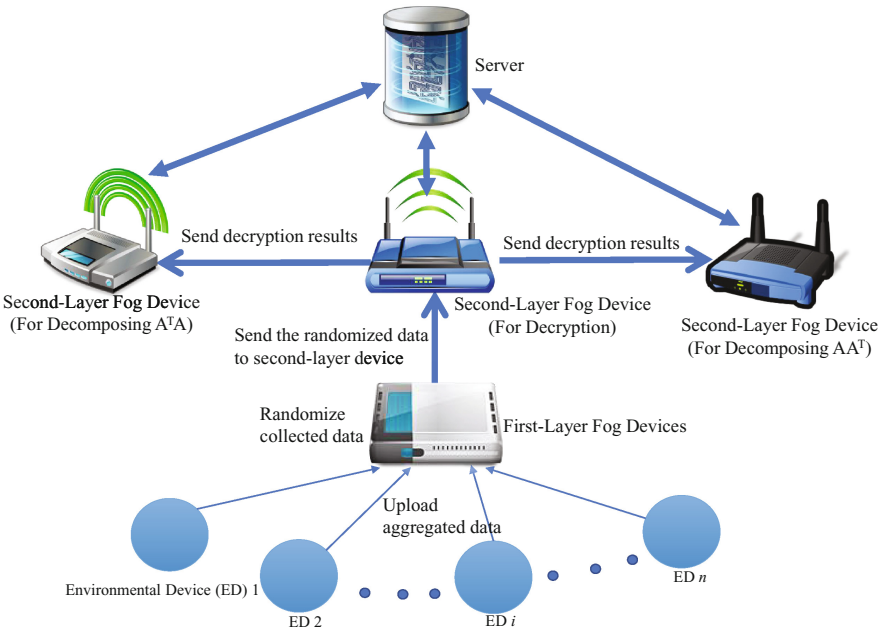 Server
Send decryption results
Send decryption results
Second-Layer Fog Device
(For Decomposing AᵀA)
Second-Layer Fog Device
(For Decryption)
Second-Layer Fog Device
(For Decomposing AAᵀ)
Send the randomized data
to second-layer device
Randomize
collected data
First-Layer Fog Devices
Upload
aggregated data
Environmental Device (ED) 1
ED 2
ED i
ED n